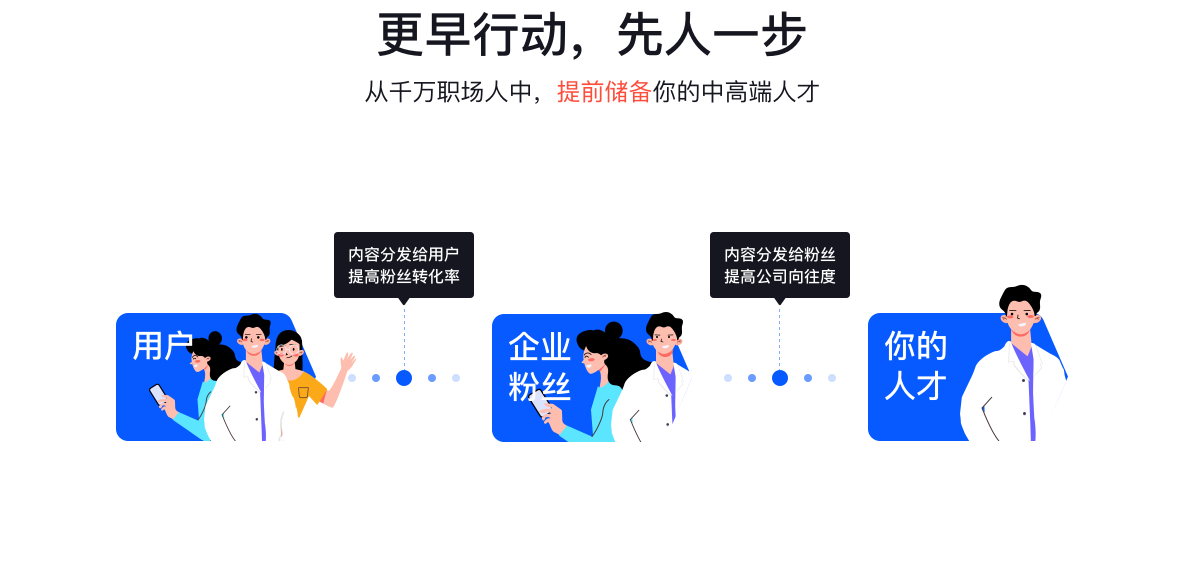 更早行动，先人一步
从千万职场人中，提前储备你的中高端人才
内容分发给用户
提高粉丝转化率
内容分发给粉丝
提高公司向往度
用户
企业
粉丝
你的
人才